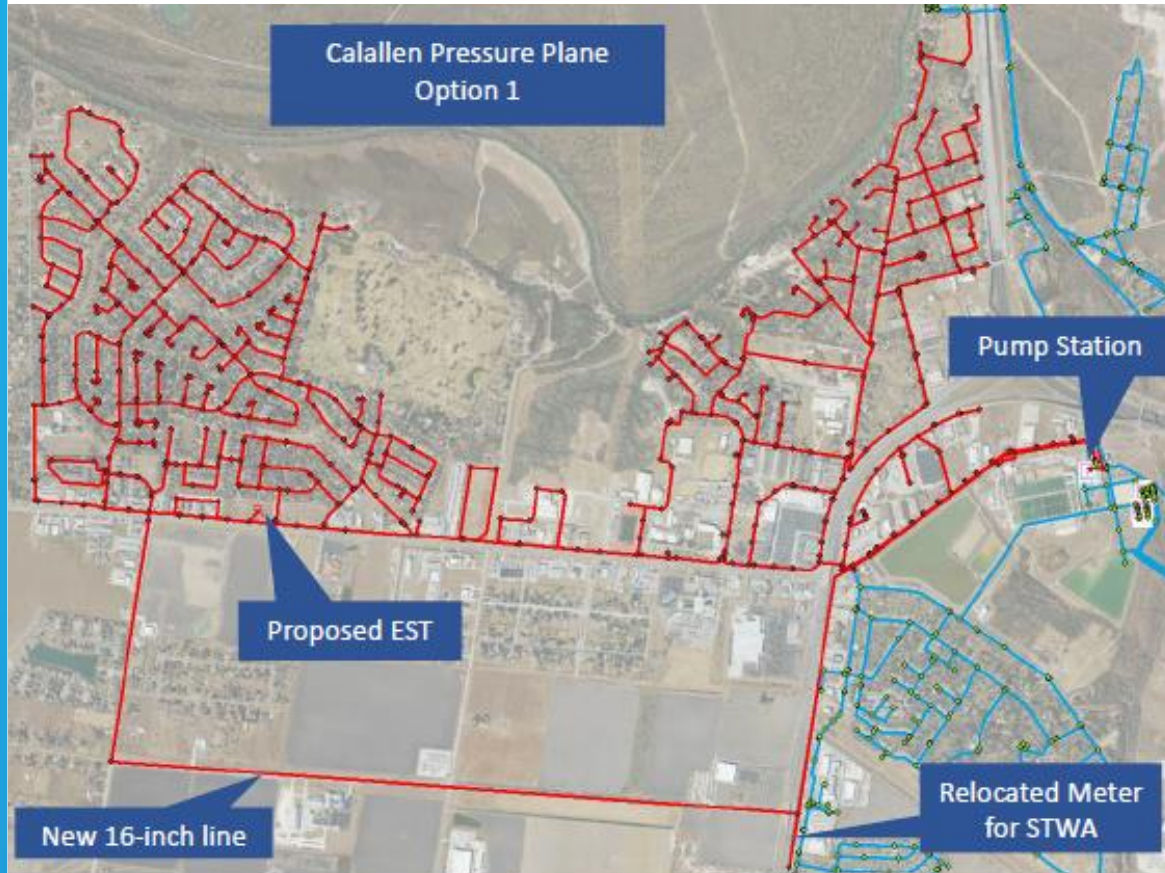 Calallen Pressure Plane
Option 1
Pump Station
Proposed EST
New 16-inch line
Relocated Meter
for STWA